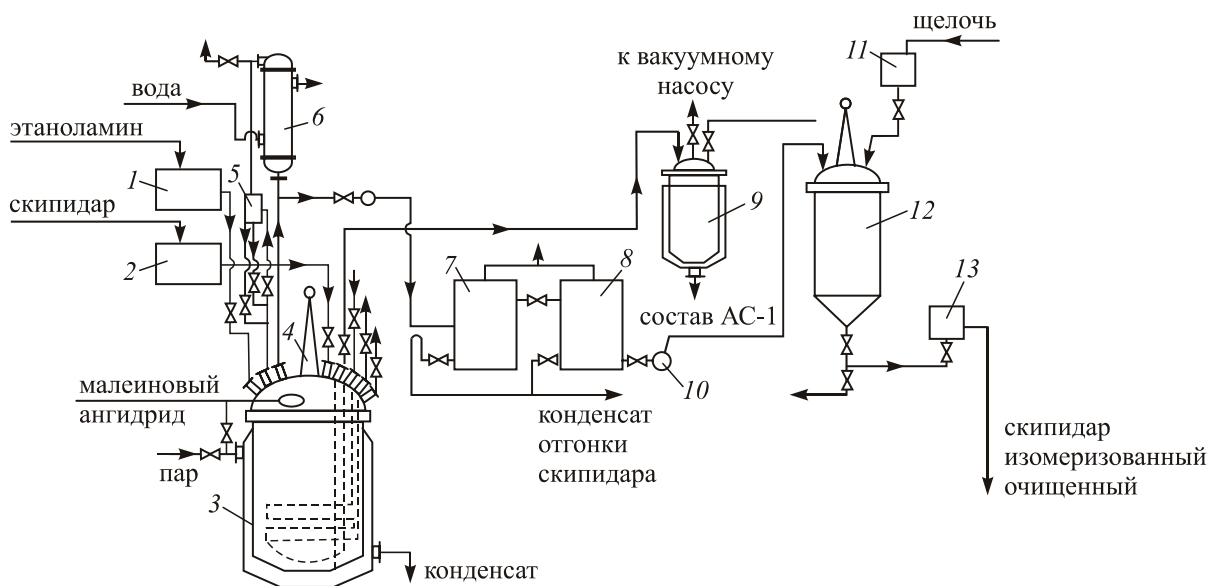 щелочь
11
к вакуумному
насосу
вода
6
этаноламин
1
5
скипидар
9
12
2
7
8
13
состав АС-1
4
10
малеиновый
ангидрид
конденсат
отгонки
скипидара
скипидар
изомеризованный
очищенный
пар
3
конденсат